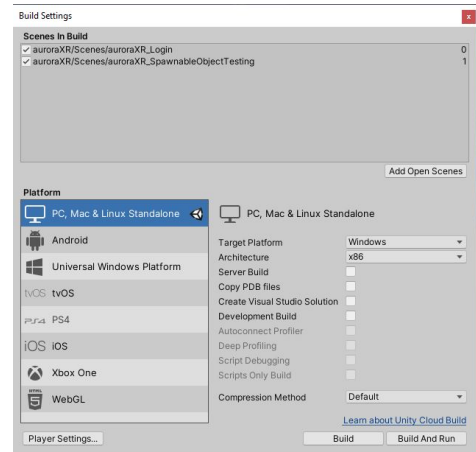 Build Settings
x
Scenes In Build
auroraXR/Scenes/auroraXR_Login 0
auroraXR/Scenes/auroraXR_SpawnableObjectTesting 1
Add Open Scenes
Platform
PC, Mac & Linux Standalone
Android
Universal Windows Platform
tvOS tvOS
PS4 PS4
iOS iOS
Xbox One
HTML 5 WebGL
PC, Mac & Linux Standalone
Target Platform Windows
Architecture x86
Server Build
Copy PDB files
Create Visual Studio Solution
Development Build
Autoconnect Profiler
Deep Profiling
Script Debugging
Scripts Only Build
Compression Method Default
Learn about Unity Cloud Build
Player Settings... Build Build And Run